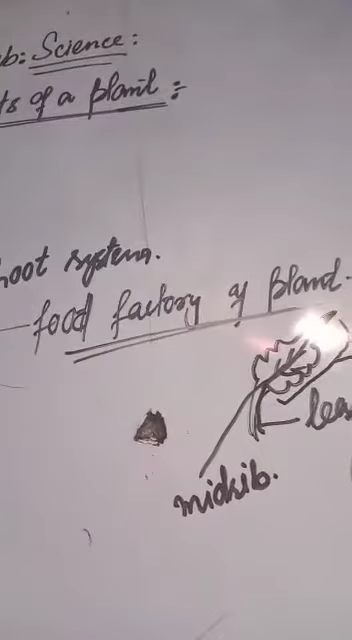 b: Science:
ts of a plant :
hoot system.
food factory of plant.
lea
midrib.